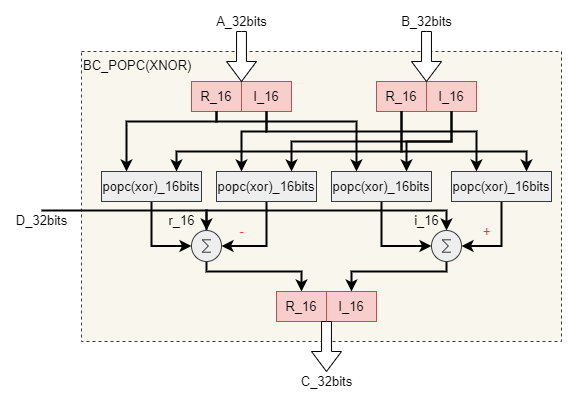 A_32bits
B_32bits
BC_POPC(XNOR)
R_16 I_16
R_16 I_16
popc(xor)_16bits
popc(xor)_16bits
popc(xor)_16bits
popc(xor)_16bits
D_32bits
r_16
i_16
-
+
Σ
Σ
R_16 I_16
C_32bits